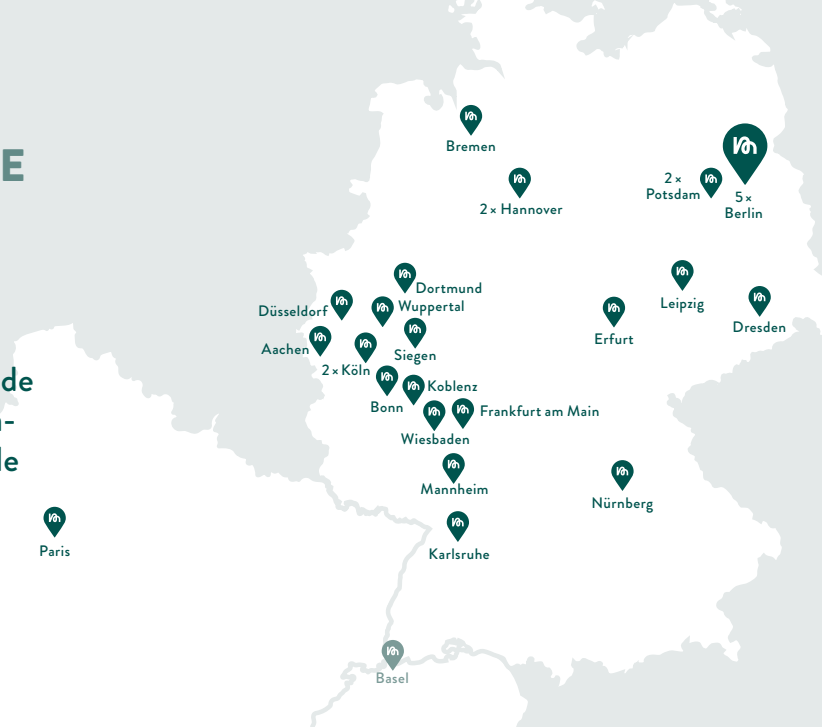 E
Bremen
2 ×
Potsdam
5 ×
Berlin
2 × Hannover
Dortmund
Leipzig
Düsseldorf
Wuppertal
Dresden
Erfurt
Aachen
Siegen
2 × Köln
de
Koblenz
Bonn
Frankfurt am Main
Wiesbaden
Mannheim
Nürnberg
Paris
Karlsruhe
Basel